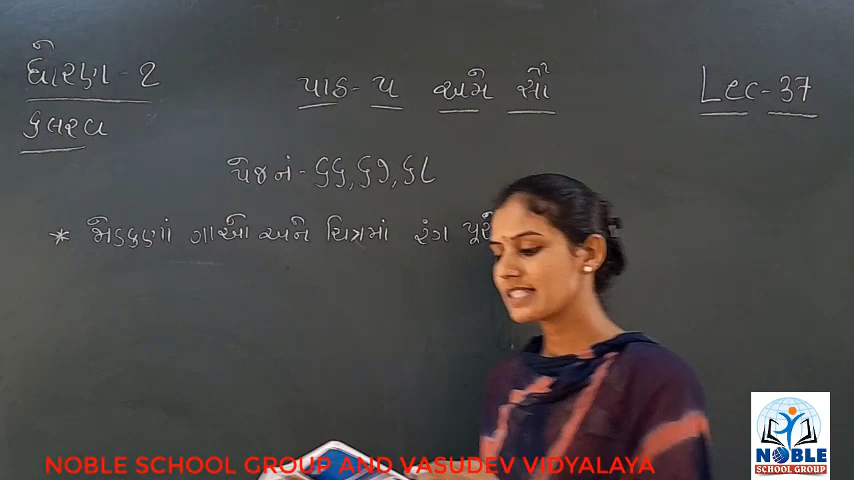 ધોરણ - 2
પાઠ - ૫ અમે સૌ
Lec - 37
કલરવ
પેજ નં - ૬૬, ૬૭, ૬૮
* જોડકણાં ગાઓ અને ચિત્રમાં રંગ
NOBLE SCHOOL GROUP AND VASUDEV VIDYALAYA
NOBLE
SCHOOL GROUP